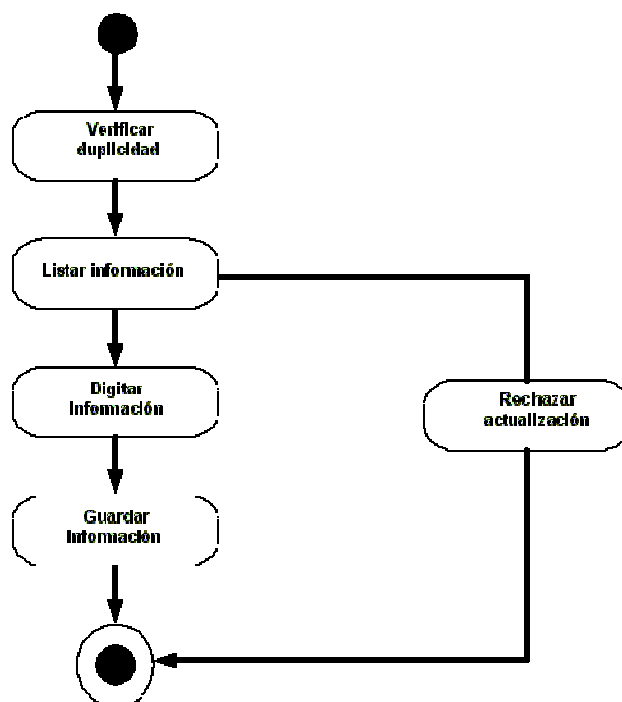 Verificar
duplicidad
Listar información
Digitar
Información
Rechazar
actualización
Guardar
Información